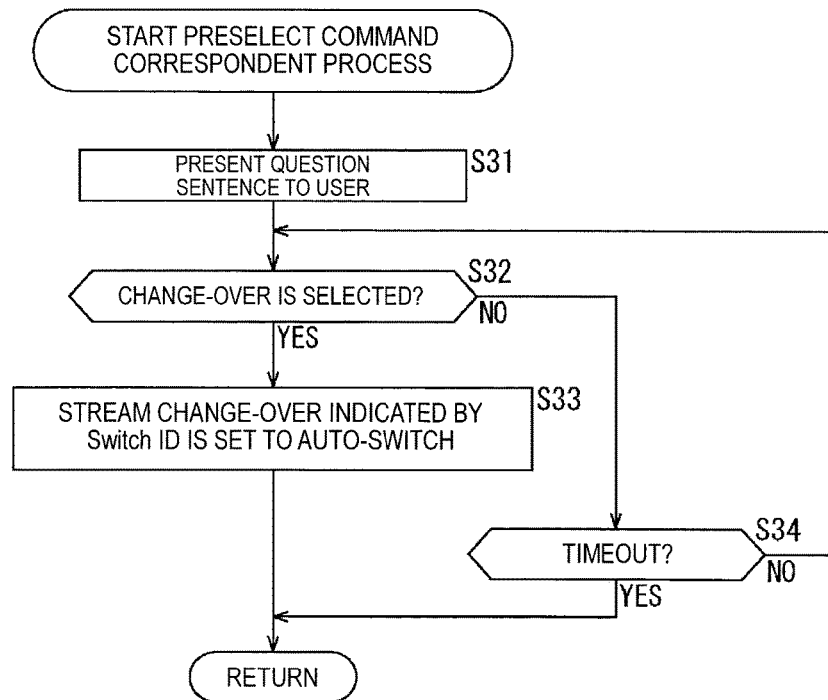 START PRESELECT COMMAND
CORRESPONDENT PROCESS
PRESENT QUESTION
SENTENCE TO USER
S31
CHANGE-OVER IS SELECTED?
S32
NO
YES
STREAM CHANGE-OVER INDICATED BY
Switch ID IS SET TO AUTO-SWITCH
S33
TIMEOUT?
S34
NO
YES
RETURN